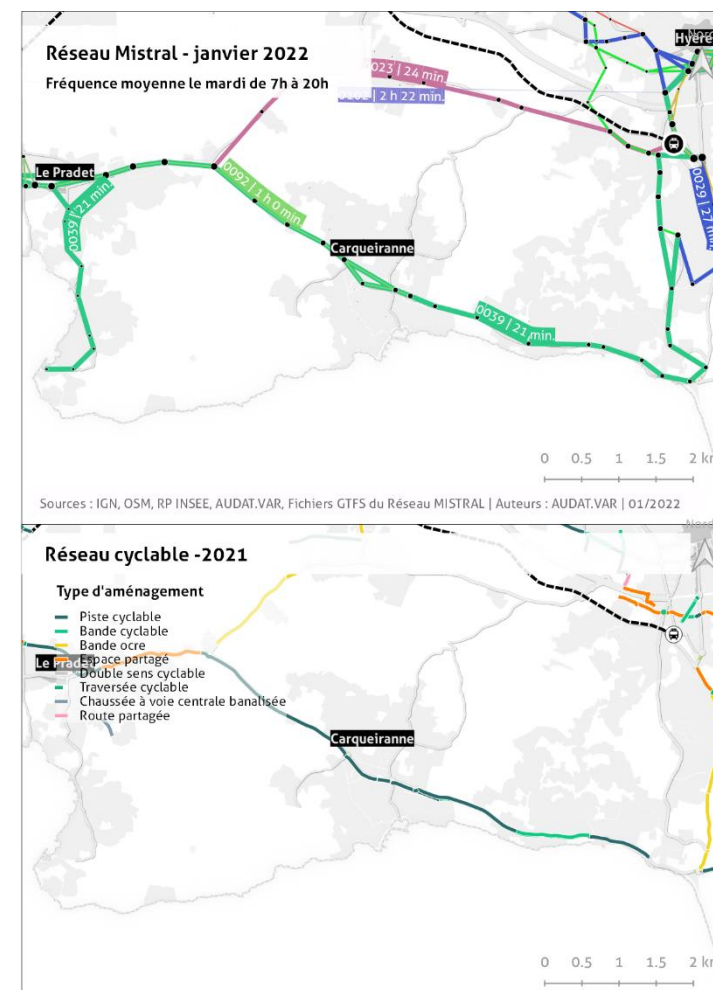 Réseau Mistral - janvier 2022
Fréquence moyenne le mardi de 7h à 20h
Nord
Hyère
023 | 24 min.
| 2 h 22 min.
Le Pradet
0092 | 1 h 0 min.
0039 | 21 min.
0029 | 27
Carqueiranne
0039 | 21 min.
0 0.5 1 1.5 2 k
Sources : IGN, OSM, RP INSEE, AUDAT.VAR, Fichiers GTFS du Réseau MISTRAL | Auteurs : AUDAT.VAR | 01/2022
Nord
Réseau cyclable -2021
Type d'aménagement
Piste cyclable
Bande cyclable
Bande ocre
Espace partagé
Le Pradet
Double sens cyclable
Traversée cyclable
Chaussée à voie centrale banalisée
Route partagée
Carqueiranne
0 0.5 1 1.5 2 k